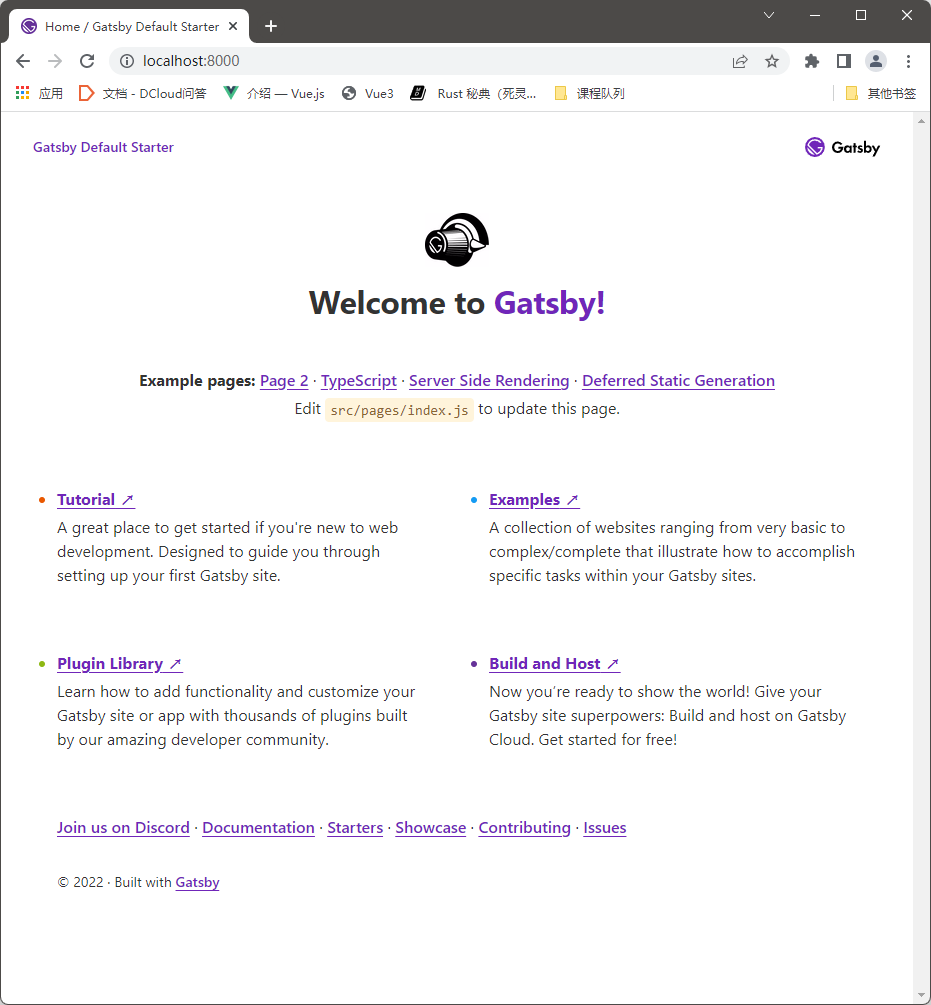 Home / Gatsby Default Starter
localhost:8000
应用 文档 - DCloud问答 介绍 — Vue.js Vue3 Rust 秘典（死灵... 课程队列 其他书签
Gatsby Default Starter Gatsby
Welcome to Gatsby!
Example pages: Page 2 · TypeScript · Server Side Rendering · Deferred Static Generation
Edit src/pages/index.js to update this page.
Tutorial ↗
A great place to get started if you're new to web
development. Designed to guide you through
setting up your first Gatsby site.
Examples ↗
A collection of websites ranging from very basic to
complex/complete that illustrate how to accomplish
specific tasks within your Gatsby sites.
Plugin Library ↗
Learn how to add functionality and customize your
Gatsby site or app with thousands of plugins built
by our amazing developer community.
Build and Host ↗
Now you're ready to show the world! Give your
Gatsby site superpowers: Build and host on Gatsby
Cloud. Get started for free!
Join us on Discord · Documentation · Starters · Showcase · Contributing · Issues
© 2022 · Built with Gatsby